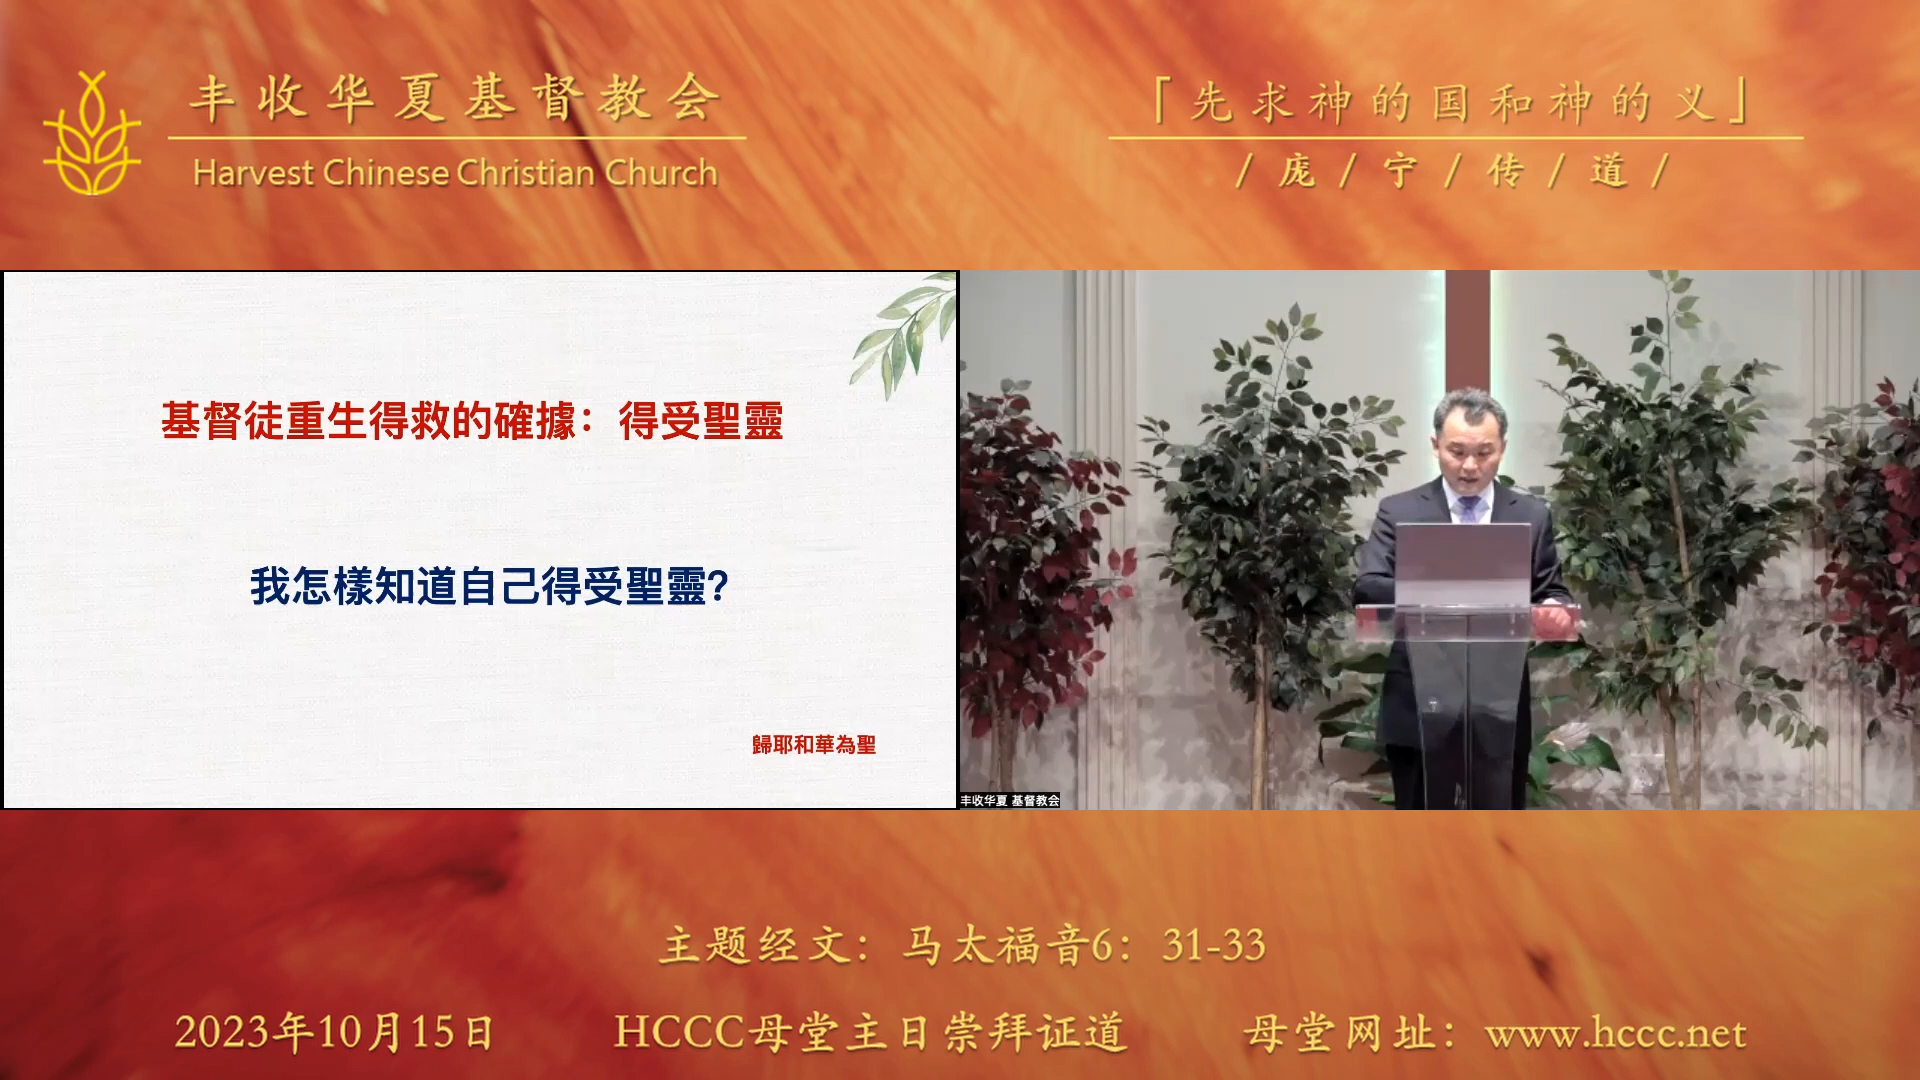 丰收华夏基督教会
Harvest Chinese Christian Church
「先求神的国和神的义」
/ 庞 / 宁 / 传 / 道 /
基督徒重生得救的確據：得受聖靈
我怎樣知道自己得受聖靈？
歸耶和華為聖
丰收华夏 基督教会
主题经文：马太福音6：31-33
2023年10月15日
HCCC母堂主日崇拜证道
母堂网址：www.hccc.net